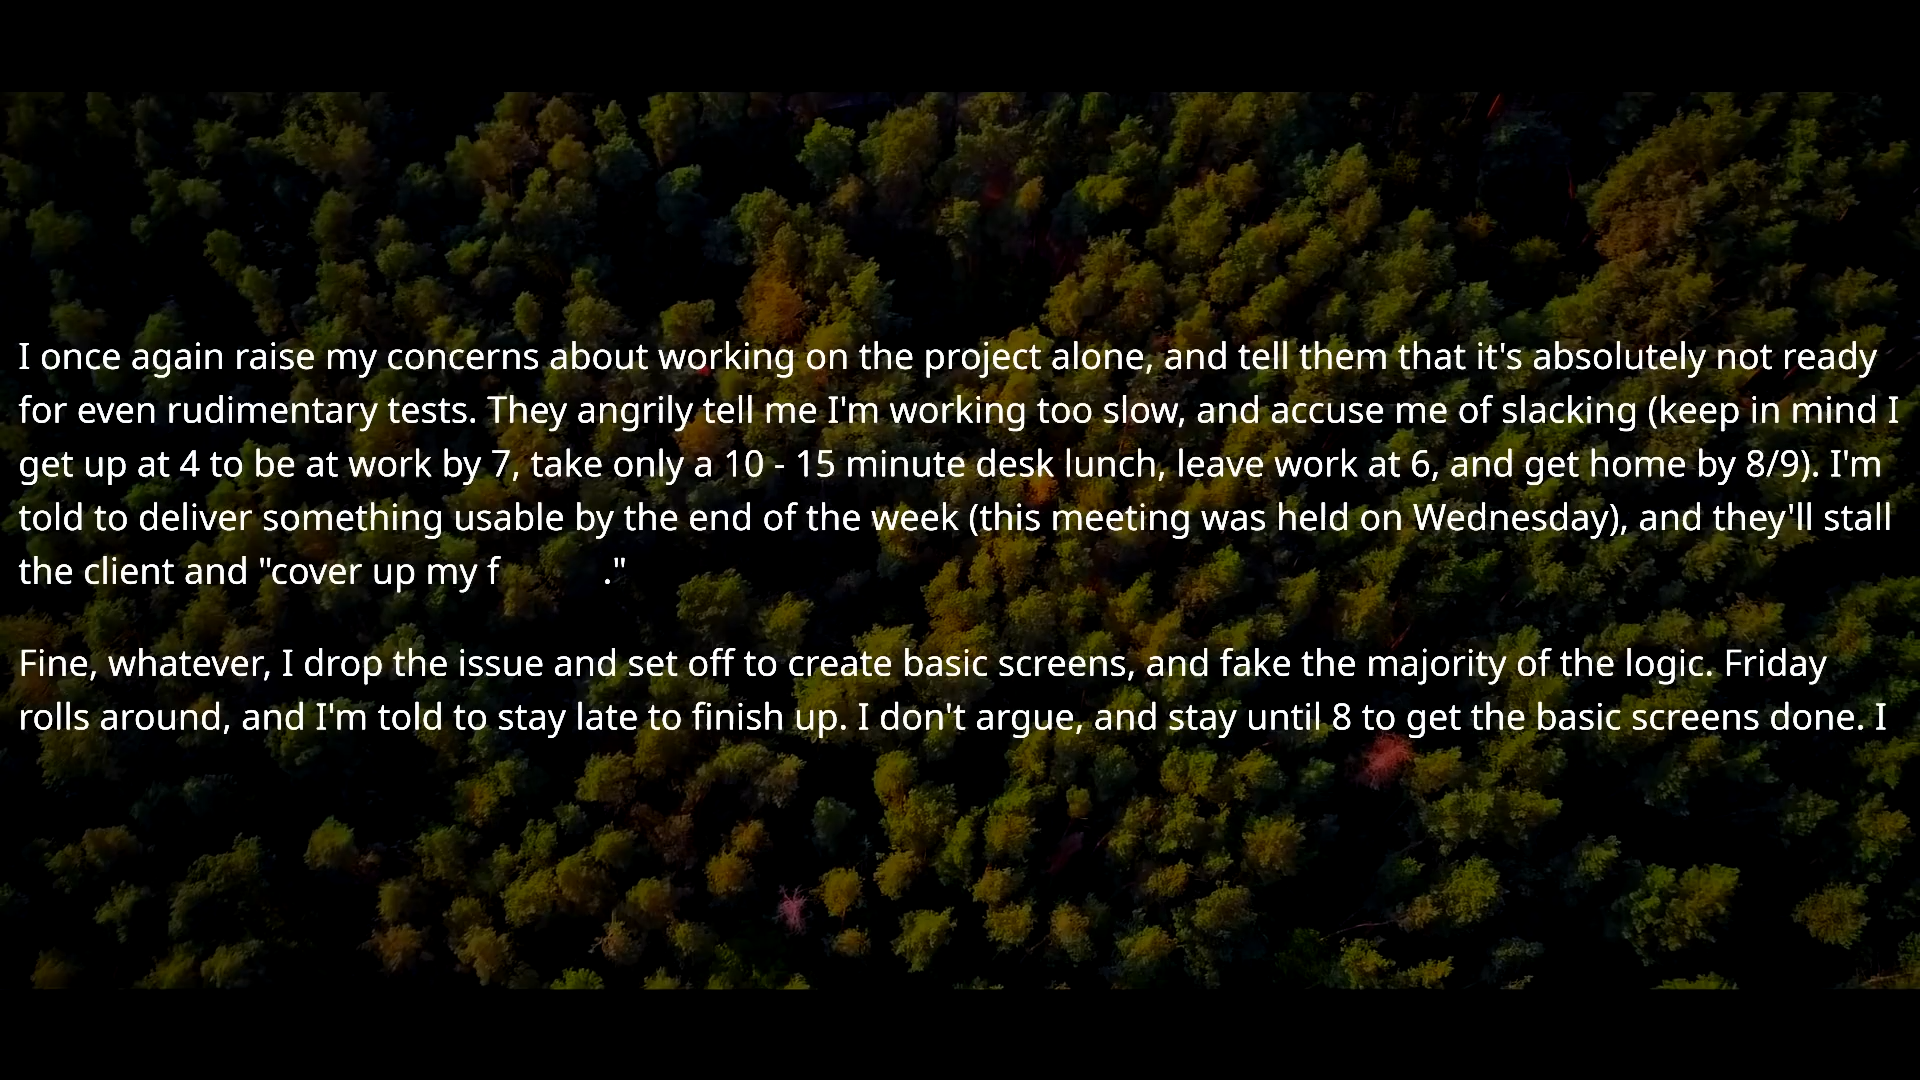 I once again raise my concerns about working on the project alone, and tell them that it's absolutely not ready
for even rudimentary tests. They angrily tell me I'm working too slow, and accuse me of slacking (keep in mind I
get up at 4 to be at work by 7, take only a 10 - 15 minute desk lunch, leave work at 6, and get home by 8/9). I'm
told to deliver something usable by the end of the week (this meeting was held on Wednesday), and they'll stall
the client and "cover up my f ."
Fine, whatever, I drop the issue and set off to create basic screens, and fake the majority of the logic. Friday
rolls around, and I'm told to stay late to finish up. I don't argue, and stay until 8 to get the basic screens done. I